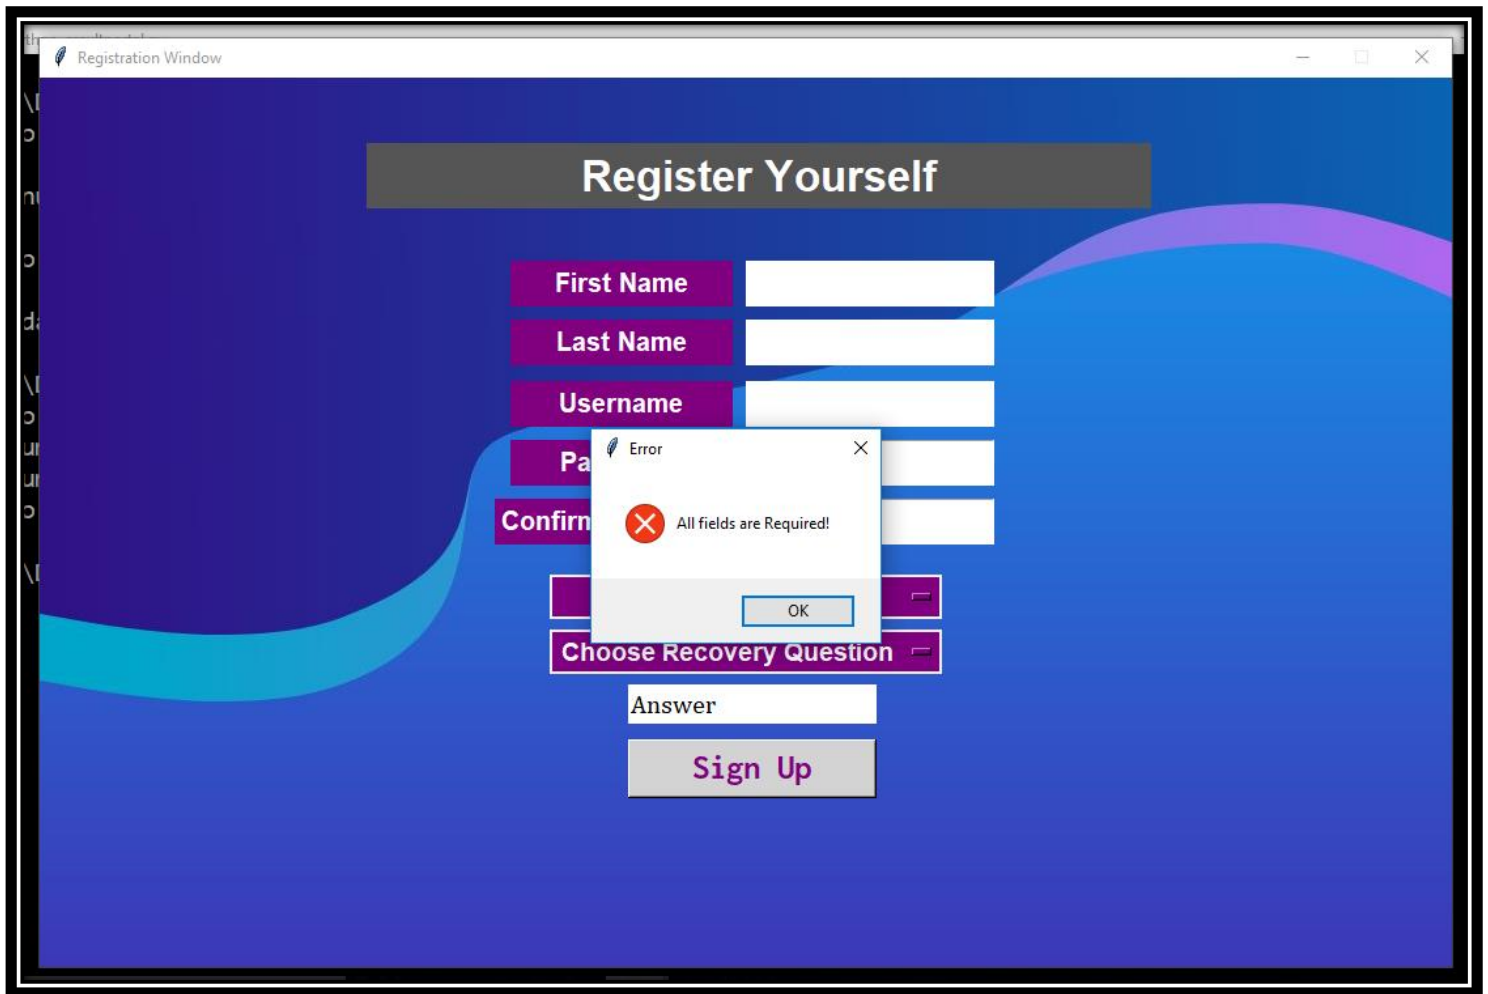 Registration Window
Register Yourself
First Name
Last Name
Username
Error
Pa
All fields are Required!
Confirm
OK
Choose Recovery Question
Answer
Sign Up